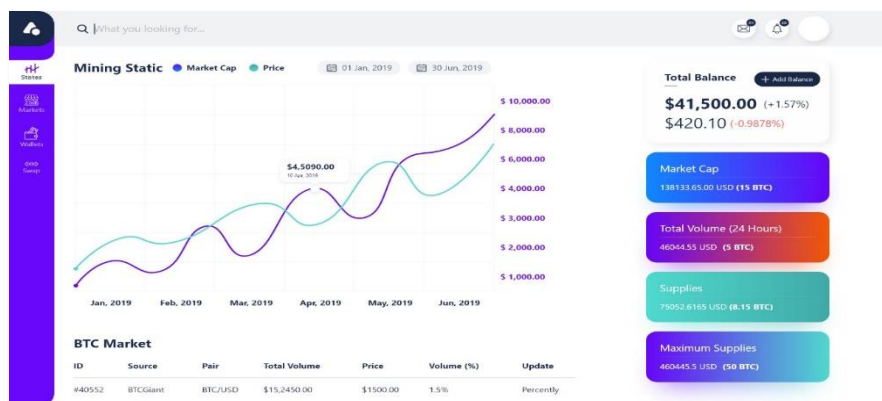 What you looking for...
States
Markets
Wallets
Swap
Mining Static Market Cap Price 01 Jan, 2019 30 Jun, 2019
$ 10,000.00
$ 8,000.00
$ 6,000.00
$ 4,000.00
$ 3,000.00
$ 2,000.00
$ 1,000.00
$4,5090.00
10 Apr, 2019
Jan, 2019 Feb, 2019 Mar, 2019 Apr, 2019 May, 2019 Jun, 2019
Total Balance + Add Balance
$41,500.00 (+1.57%)
$420.10 (-0.9878%)
Market Cap
138133.65.00 USD (15 BTC)
Total Volume (24 Hours)
46044.55 USD (5 BTC)
Supplies
75052.6165 USD (8.15 BTC)
Maximum Supplies
460445.5 USD (50 BTC)
BTC Market
ID Source Pair Total Volume Price Volume (%) Update
#40552 BTCGiant BTC/USD $15,2450.00 $1500.00 1.5% Percently